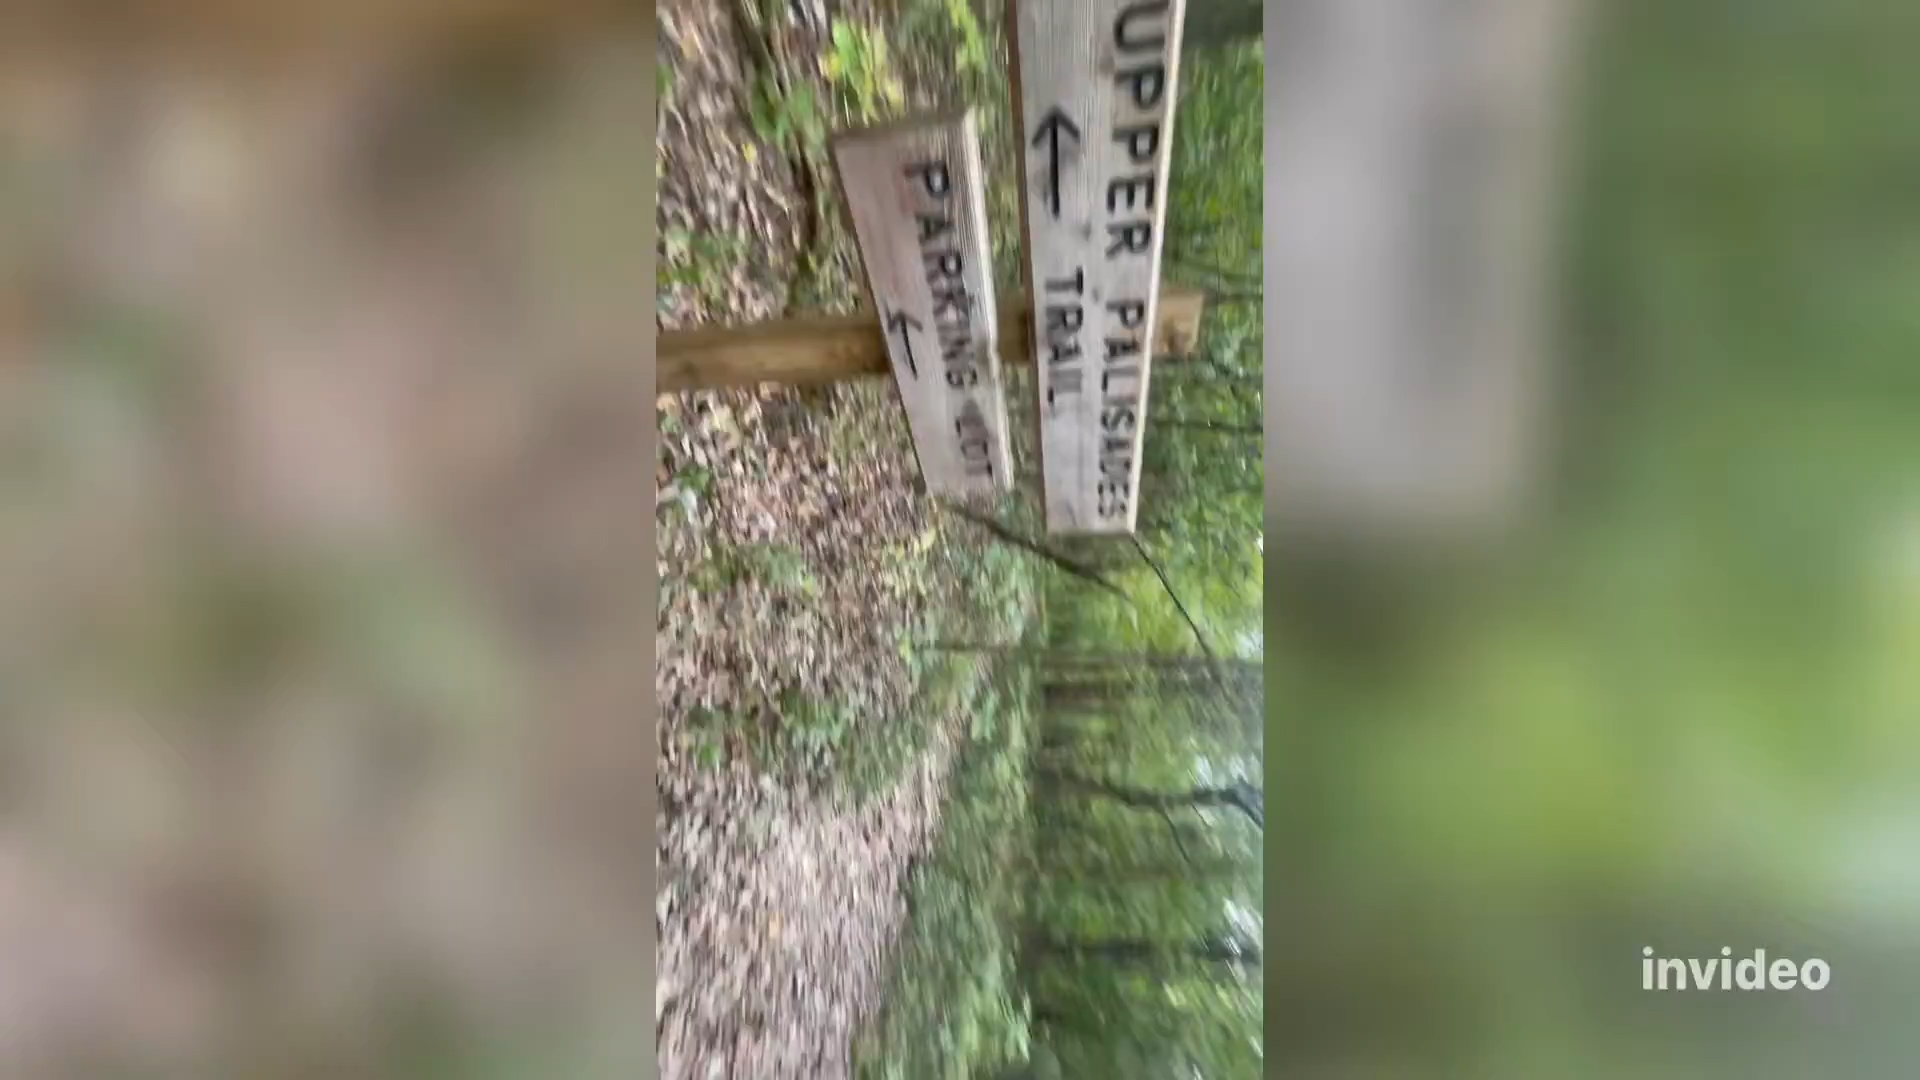 UPPER PALISADES
← TRAIL
PARKING LOT
←
invideo